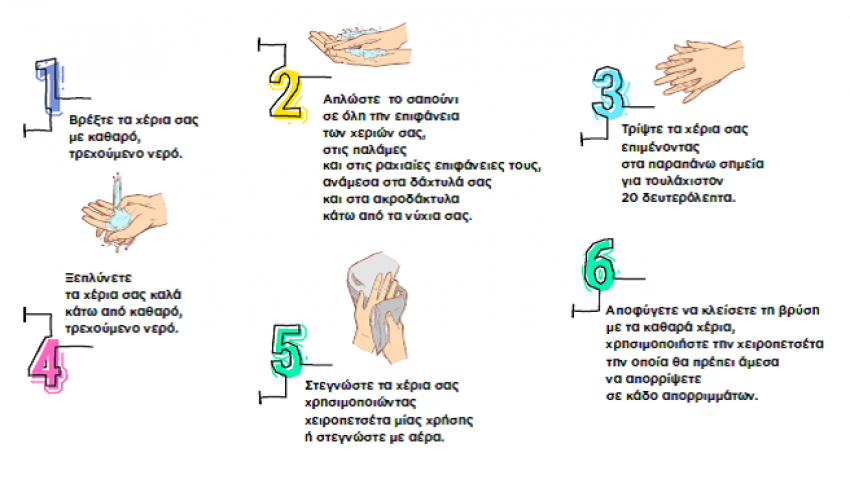 1
Βρέξτε τα χέρια σας
με καθαρό,
τρεχούμενο νερό.
2
Απλώστε το σαπούνι
σε όλη την επιφάνεια
των χεριών σας,
στις παλάμες
και στις ραχιαίες επιφάνειες τους,
ανάμεσα στα δάχτυλά σας
και στα ακροδάκτυλα
κάτω από τα νύχια σας.
3
Τρίψτε τα χέρια σας
επιμένοντας
στα παραπάνω σημεία
για τουλάχιστον
20 δευτερόλεπτα.
Ξεπλύνετε
τα χέρια σας καλά
κάτω από καθαρό,
τρεχούμενο νερό.
4
5
Στεγνώστε τα χέρια σας
χρησιμοποιώντας
χειροπετσέτα μίας χρήσης
ή στεγνώστε με αέρα.
6
Αποφύγετε να κλείσετε τη βρύση
με τα καθαρά χέρια,
χρησιμοποιήστε την χειροπετσέτα
την οποία θα πρέπει άμεσα
να απορρίψετε
σε κάδο απορριμμάτων.